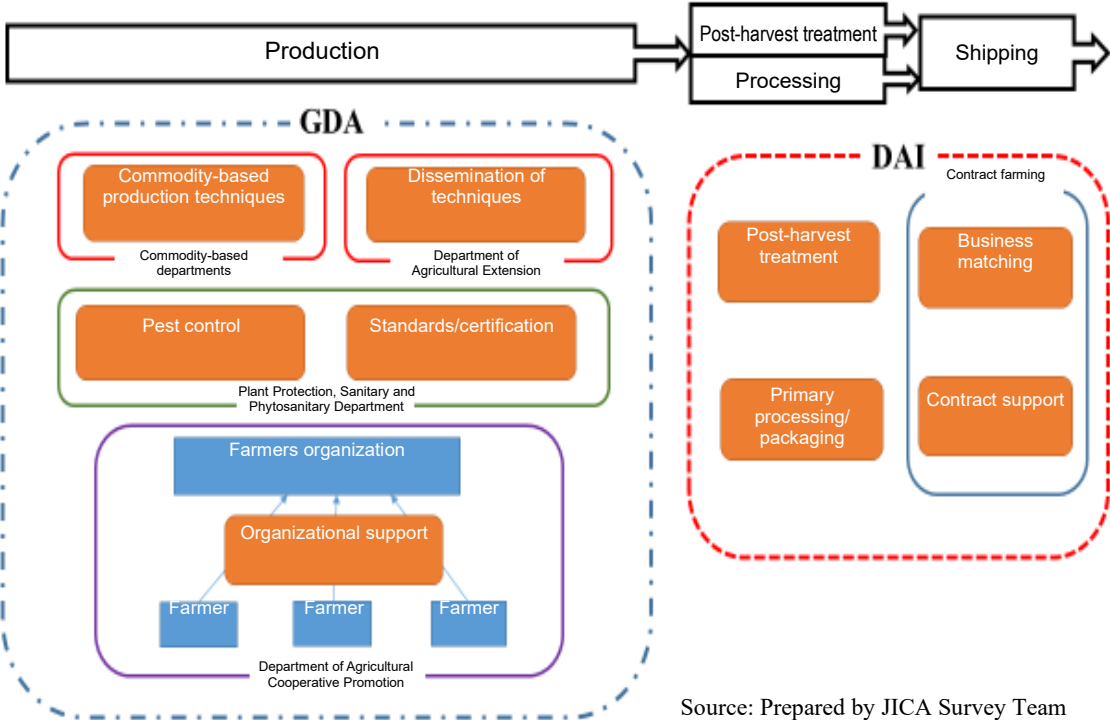 Production
Post-harvest treatment
Processing
Shipping
GDA
Commodity-based
production techniques
Commodity-based
departments
Dissemination of
techniques
Department of
Agricultural Extension
Pest control
Standards/certification
Plant Protection, Sanitary and
Phytosanitary Department
Farmers organization
Organizational support
Farmer
Farmer
Farmer
Department of Agricultural
Cooperative Promotion
DAI
Contract farming
Post-harvest
treatment
Business
matching
Primary
processing/
packaging
Contract support
Source: Prepared by JICA Survey Team